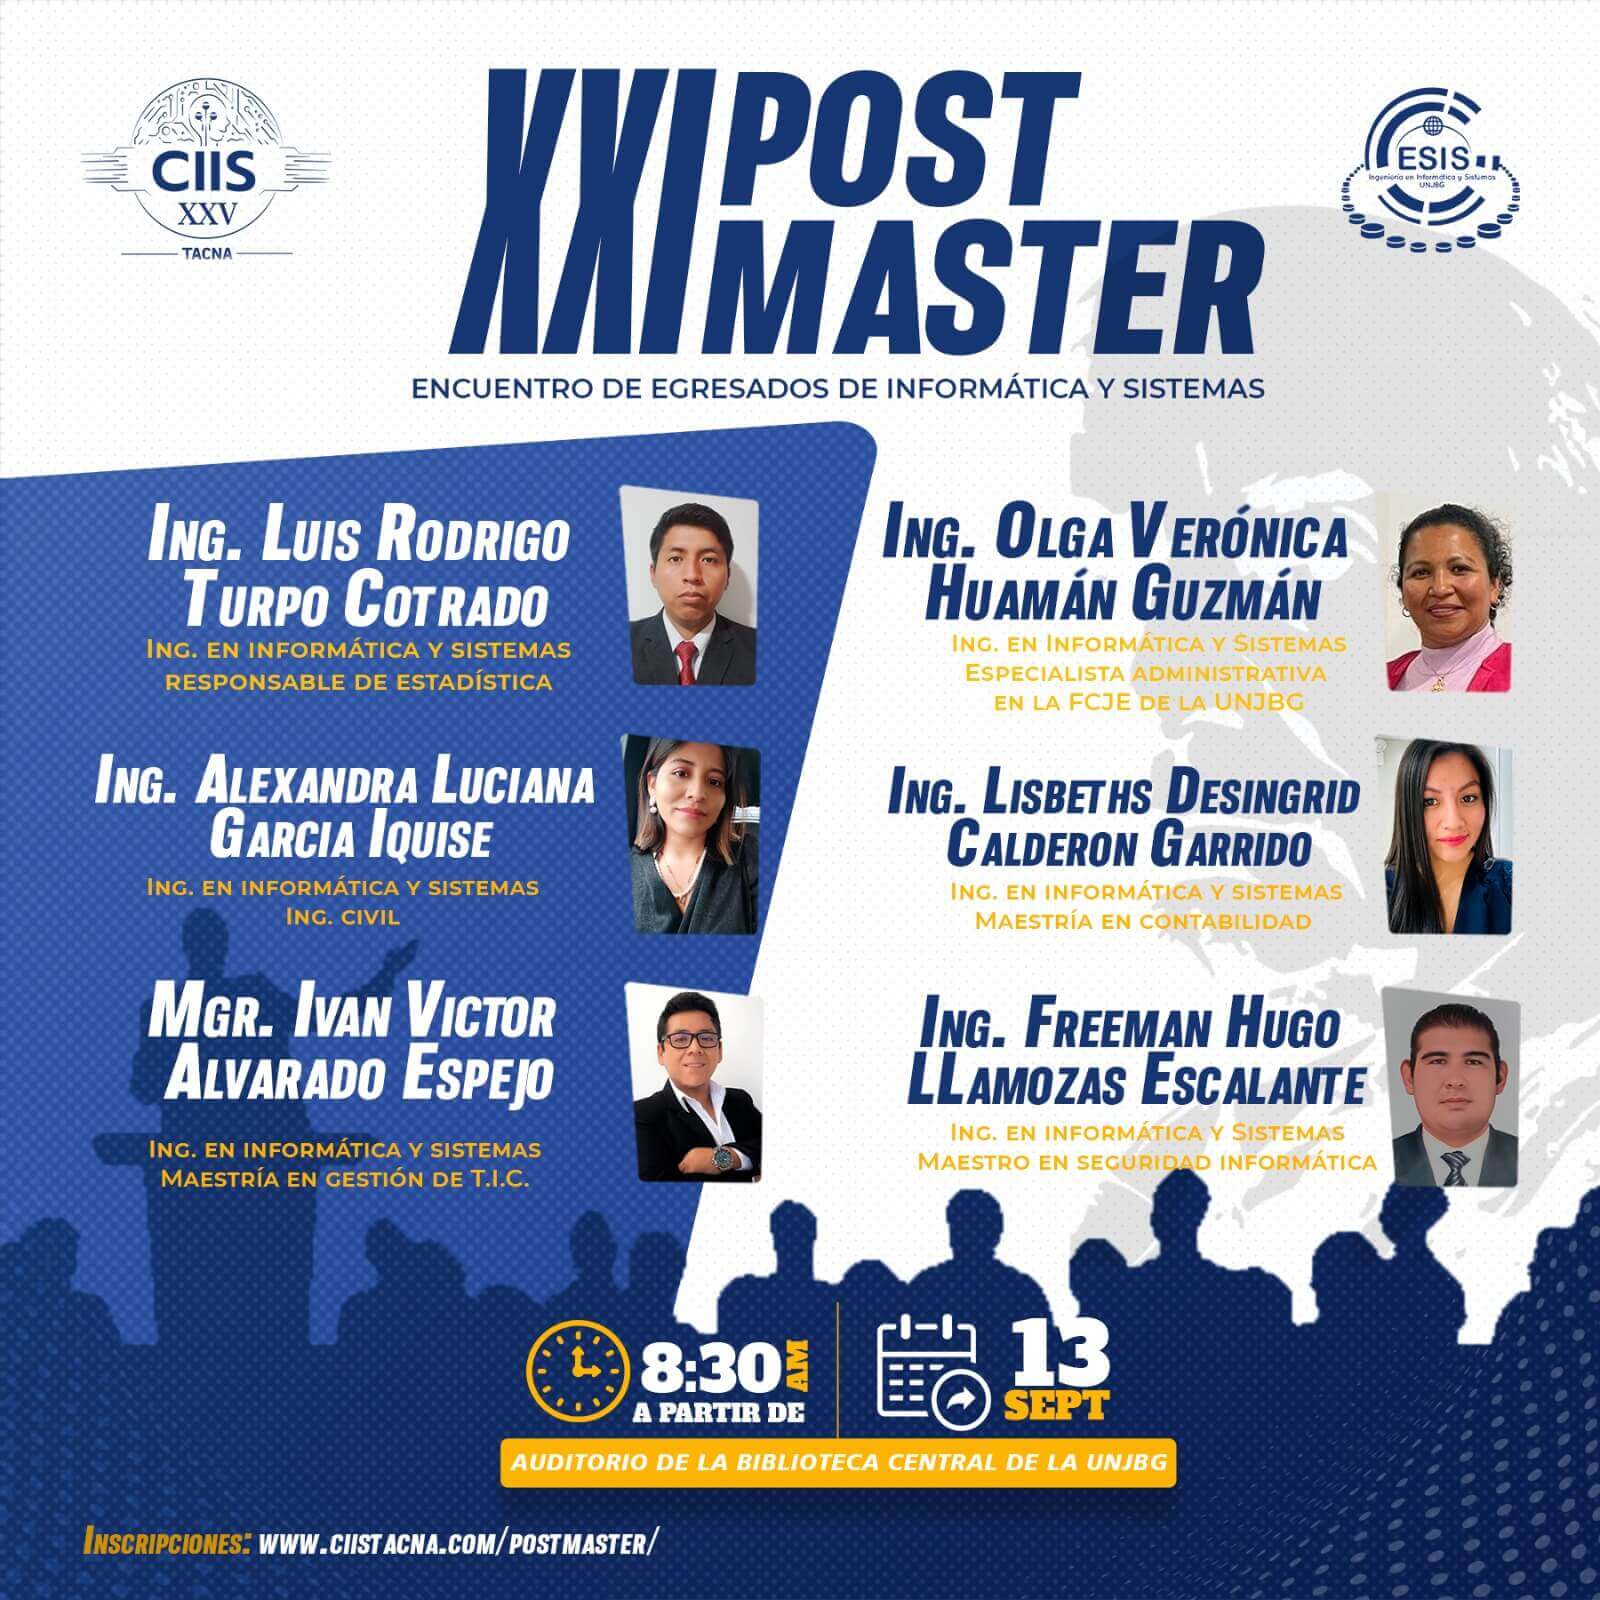 CIIS
XXV
TACNA
XXI POST
MASTER
ENCUENTRO DE EGRESADOS DE INFORMÁTICA Y SISTEMAS
ESIS
Ingeniería en Informática y Sistemas
UNJBG
ING. LUIS RODRIGO
TURPO COTRADO
ING. EN INFORMÁTICA Y SISTEMAS
RESPONSABLE DE ESTADÍSTICA
ING. OLGA VERÓNICA
HUAMÁN GUZMÁN
ING. EN INFORMÁTICA Y SISTEMAS
ESPECIALISTA ADMINISTRATIVA
EN LA FCJE DE LA UNJBG
ING. ALEXANDRA LUCIANA
GARCIA IQUISE
ING. EN INFORMÁTICA Y SISTEMAS
ING. CIVIL
ING. LISBETHS DESINGRID
CALDERON GARRIDO
ING. EN INFORMÁTICA Y SISTEMAS
MAESTRÍA EN CONTABILIDAD
MGR. IVAN VICTOR
ALVARADO ESPEJO
ING. EN INFORMÁTICA Y SISTEMAS
MAESTRÍA EN GESTIÓN DE T.I.C.
ING. FREEMAN HUGO
LLAMOZAS ESCALANTE
ING. EN INFORMÁTICA Y SISTEMAS
MAESTRO EN SEGURIDAD INFORMÁTICA
8:30 AM
A PARTIR DE
13
SEPT
AUDITORIO DE LA BIBLIOTECA CENTRAL DE LA UNJBG
INSCRIPCIONES: WWW.CIISTACNA.COM/POSTMASTER/